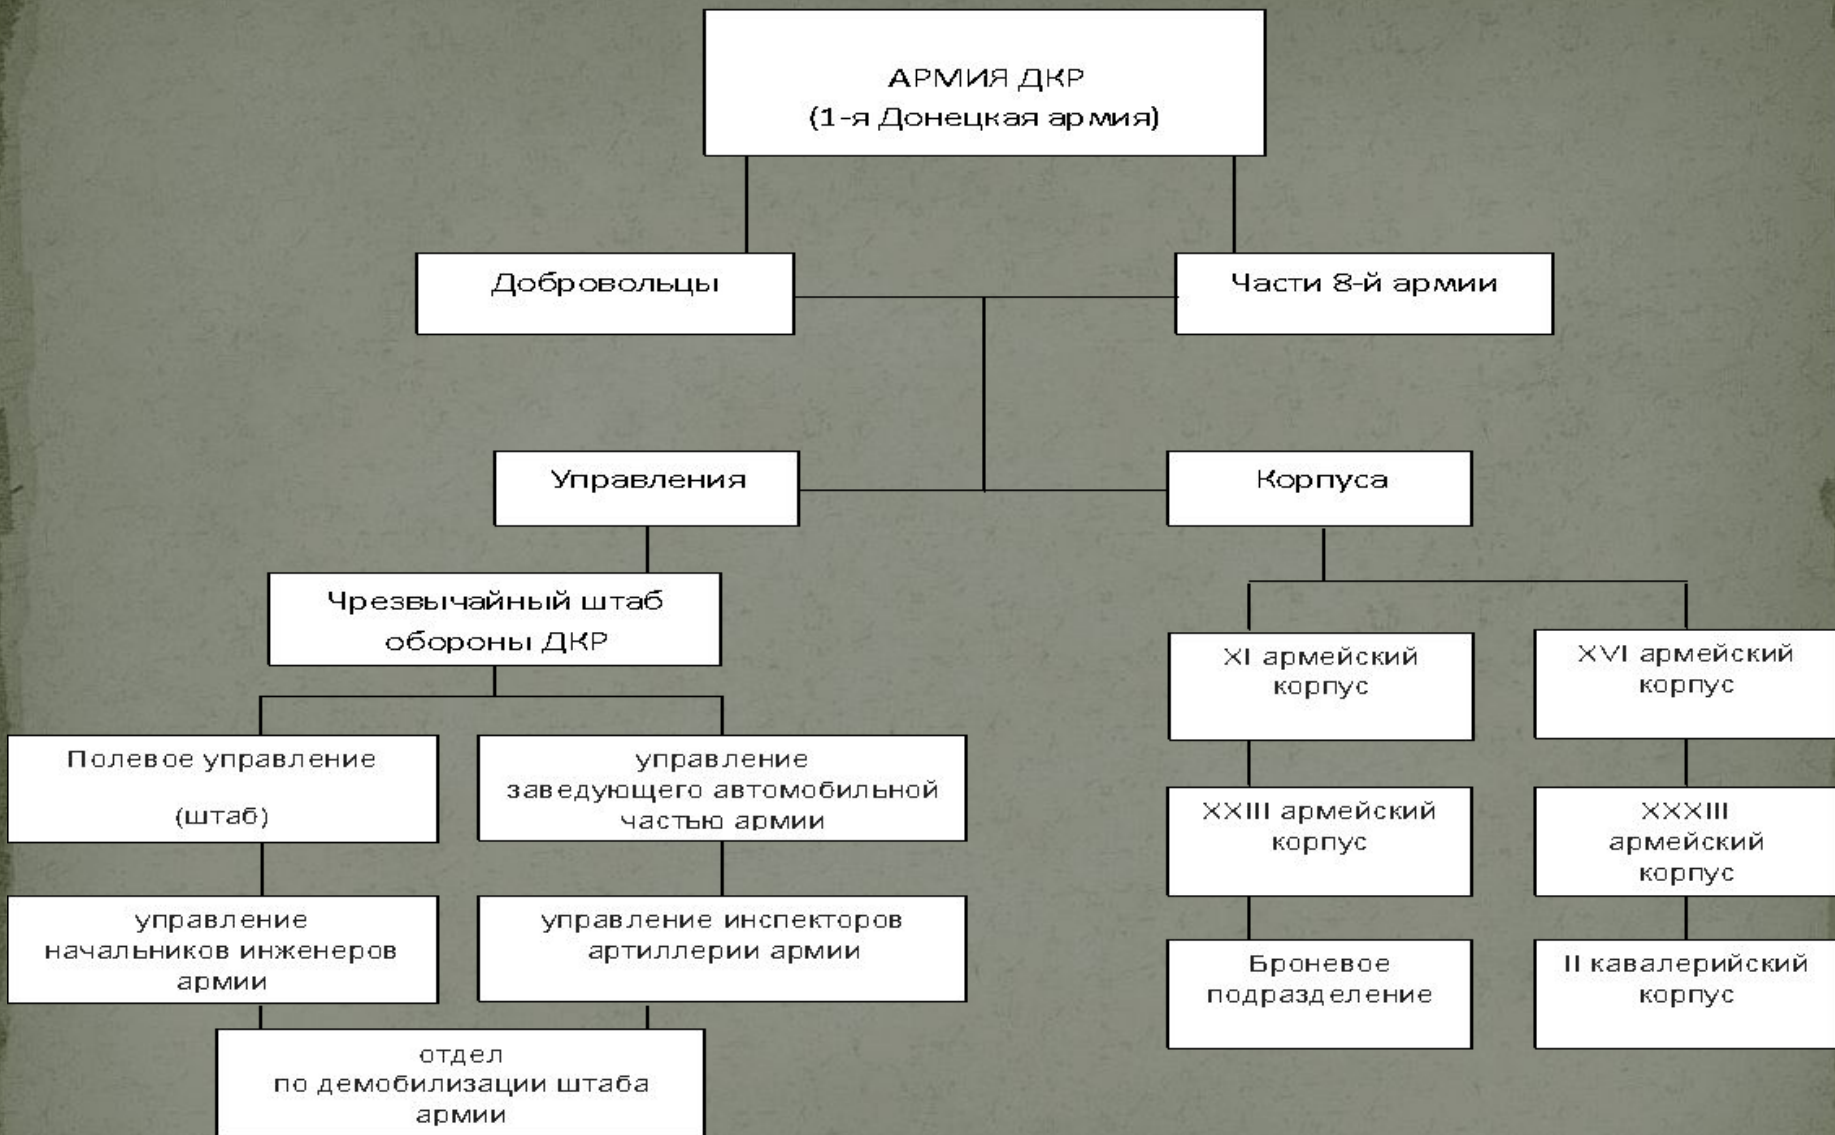 АРМИЯ ДКР
(1-я Донецкая армия)
Добровольцы
Части 8-й армии
Управления
Корпуса
Чрезвычайный штаб
обороны ДКР
Полевое управление
(штаб)
управление
заведующего автомобильной
частью армии
управление
начальников инженеров
армии
управление инспекторов
артиллерии армии
отдел
по демобилизации штаба
армии
XI армейский
корпус
XVI армейский
корпус
XXIII армейский
корпус
XXXIII
армейский
корпус
Броневое
подразделение
II кавалерийский
корпус